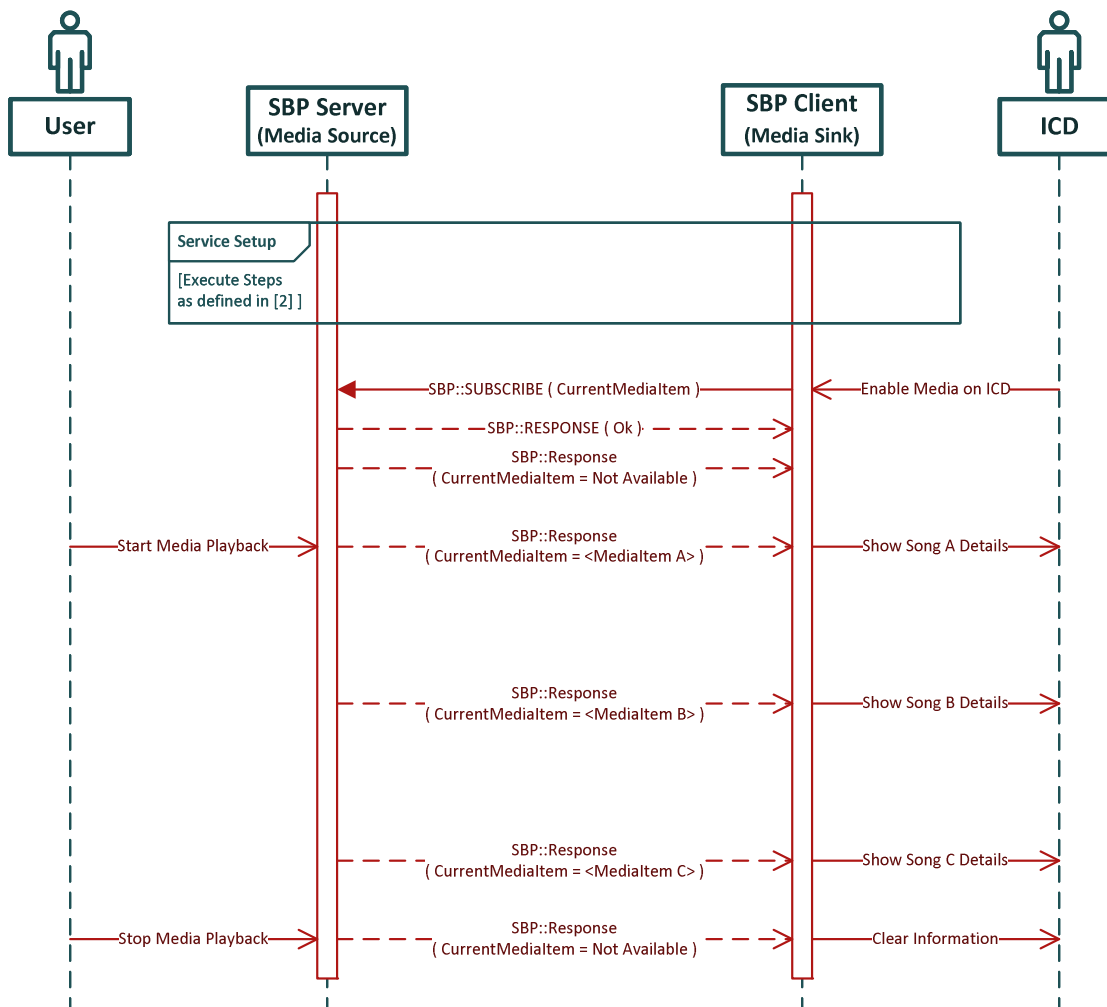 User
SBP Server
(Media Source)
SBP Client
(Media Sink)
ICD
Service Setup
[Execute Steps
as defined in [2] ]
SBP::SUBSCRIBE ( CurrentMediaItem )
Enable Media on ICD
SBP::RESPONSE ( Ok )
SBP::Response
( CurrentMediaItem = Not Available )
Start Media Playback
SBP::Response
( CurrentMediaItem = <MediaItem A> )
Show Song A Details
SBP::Response
( CurrentMediaItem = <MediaItem B> )
Show Song B Details
SBP::Response
( CurrentMediaItem = <MediaItem C> )
Show Song C Details
Stop Media Playback
SBP::Response
( CurrentMediaItem = Not Available )
Clear Information